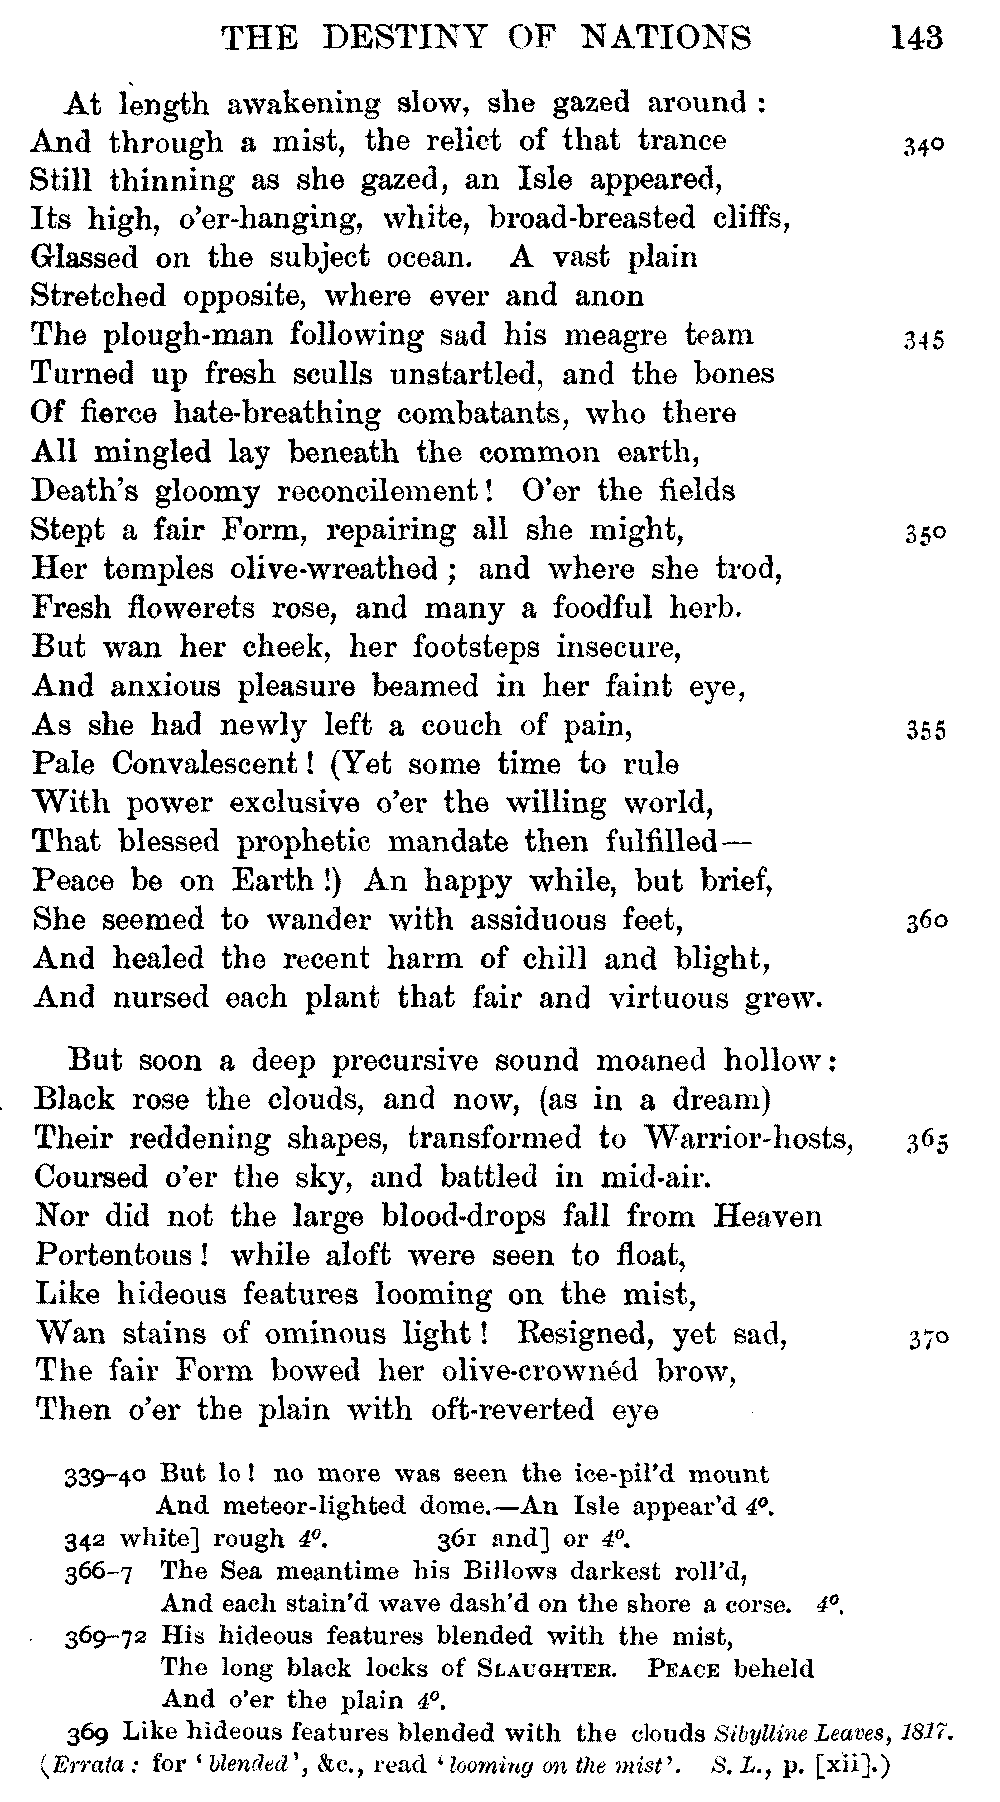 THE DESTINY OF NATIONS 143
At length awakening slow, she gazed around :
And through a mist, the relict of that trance 340
Still thinning as she gazed, an Isle appeared,
Its high, o'er-hanging, white, broad-breasted cliffs,
Glassed on the subject ocean. A vast plain
Stretched opposite, where ever and anon
The plough-man following sad his meagre team 345
Turned up fresh sculls unstartled, and the bones
Of fierce hate-breathing combatants, who there
All mingled lay beneath the common earth,
Death's gloomy reconcilement! O'er the fields
Stept a fair Form, repairing all she might, 350
Her temples olive-wreathed ; and where she trod,
Fresh flowerets rose, and many a foodful herb.
But wan her cheek, her footsteps insecure,
And anxious pleasure beamed in her faint eye,
As she had newly left a couch of pain, 355
Pale Convalescent! (Yet some time to rule
With power exclusive o'er the willing world,
That blessed prophetic mandate then fulfilled—
Peace be on Earth!) An happy while, but brief,
She seemed to wander with assiduous feet, 360
And healed the recent harm of chill and blight,
And nursed each plant that fair and virtuous grew.
But soon a deep precursive sound moaned hollow:
Black rose the clouds, and now, (as in a dream)
Their reddening shapes, transformed to Warrior-hosts, 365
Coursed o'er the sky, and battled in mid-air.
Nor did not the large blood-drops fall from Heaven
Portentous! while aloft were seen to float,
Like hideous features looming on the mist,
Wan stains of ominous light! Resigned, yet sad, 370
The fair Form bowed her olive-crownéd brow,
Then o'er the plain with oft-reverted eye
339-40 But lo! no more was seen the ice-pil'd mount
And meteor-lighted dome.—An Isle appear'd 4º.
342 white] rough 4º. 361 and] or 4º.
366-7 The Sea meantime his Billows darkest roll'd,
And each stain'd wave dash'd on the shore a corse. 4º.
369-72 His hideous features blended with the mist,
The long black locks of SLAUGHTER. PEACE beheld
And o'er the plain 4º.
369 Like hideous features blended with the clouds Sibylline Leaves, 1817.
(Errata : for 'blended', &c., read 'looming on the mist'. S. L., p. [xii].)